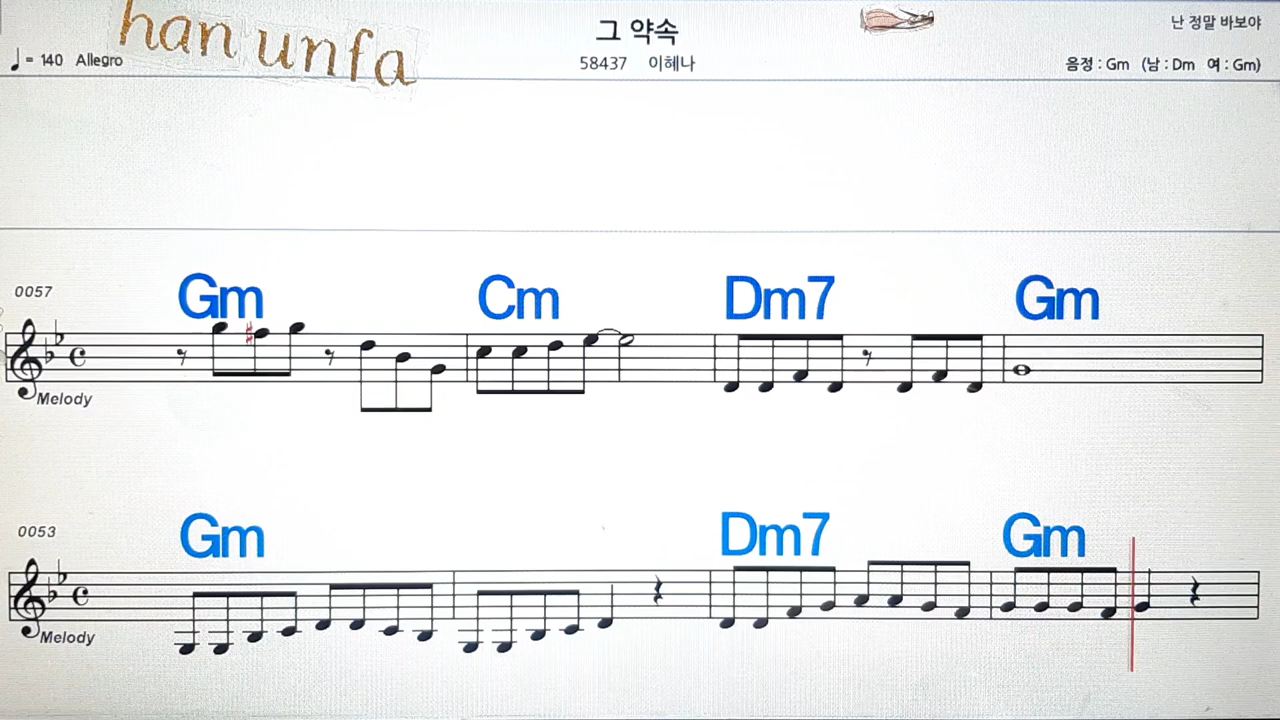 han unfa
그 약속
난 정말 바보야
♩ = 140 Allegro
58437 이혜나
음정 : Gm (남 : Dm 여 : Gm)
0057
Gm Cm Dm7 Gm
Melody
0053
Gm Dm7 Gm
Melody